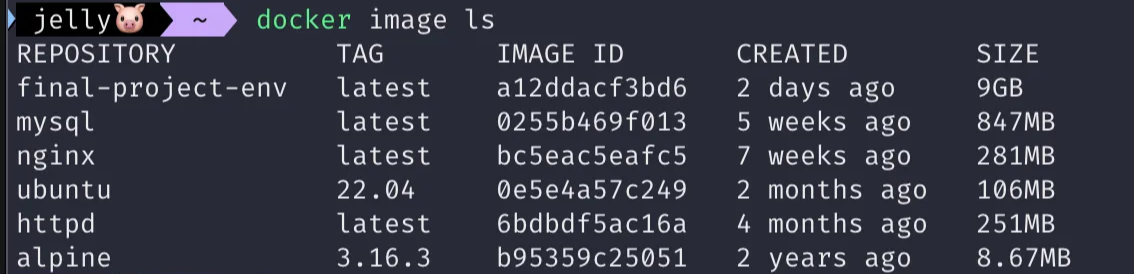 jelly🐷 ~ docker image ls
REPOSITORY TAG IMAGE ID CREATED SIZE
final-project-env latest a12ddacf3bd6 2 days ago 9GB
mysql latest 0255b469f013 5 weeks ago 847MB
nginx latest bc5eac5eafc5 7 weeks ago 281MB
ubuntu 22.04 0e5e4a57c249 2 months ago 106MB
httpd latest 6bdbdf5ac16a 4 months ago 251MB
alpine 3.16.3 b95359c25051 2 years ago 8.67MB